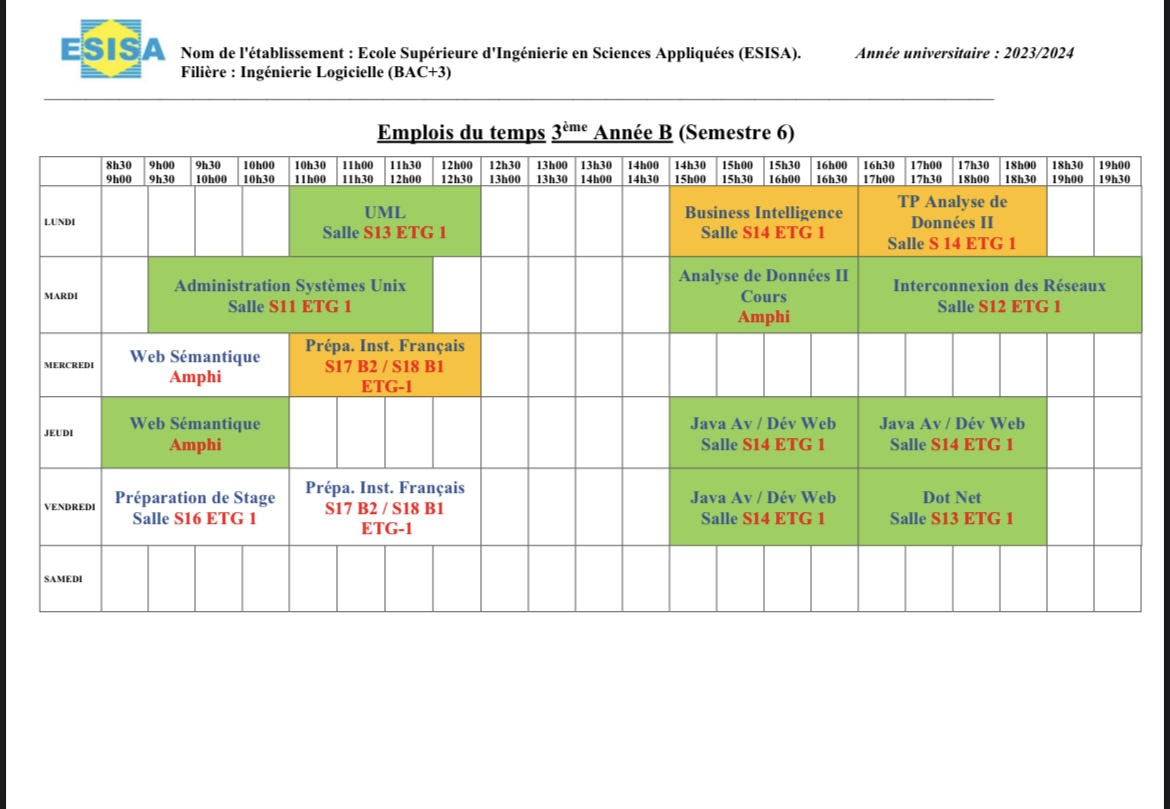 ESISA
Nom de l'établissement : Ecole Supérieure d'Ingénierie en Sciences Appliquées (ESISA).
Année universitaire : 2023/2024
Filière : Ingénierie Logicielle (BAC+3)
Emplois du temps 3ème Année B (Semestre 6)
8h30 9h00 9h30 10h00 10h30 11h00 11h30 12h00 12h30 13h00 13h30 14h00 14h30 15h00 15h30 16h00 16h30 17h00 17h30 18h00 18h30 19h00
9h00 9h30 10h00 10h30 11h00 11h30 12h00 12h30 13h00 13h30 14h00 14h30 15h00 15h30 16h00 16h30 17h00 17h30 18h00 18h30 19h00 19h30
LUNDI
UML
Salle S13 ETG 1
Business Intelligence
Salle S14 ETG 1
TP Analyse de
Données II
Salle S 14 ETG 1
MARDI
Administration Systèmes Unix
Salle S11 ETG 1
Analyse de Données II
Cours
Amphi
Interconnexion des Réseaux
Salle S12 ETG 1
MERCREDI
Web Sémantique
Amphi
Prépa. Inst. Français
S17 B2 / S18 B1
ETG-1
JEUDI
Web Sémantique
Amphi
Java Av / Dév Web
Salle S14 ETG 1
Java Av / Dév Web
Salle S14 ETG 1
VENDREDI
Préparation de Stage
Salle S16 ETG 1
Prépa. Inst. Français
S17 B2 / S18 B1
ETG-1
Java Av / Dév Web
Salle S14 ETG 1
Dot Net
Salle S13 ETG 1
SAMEDI